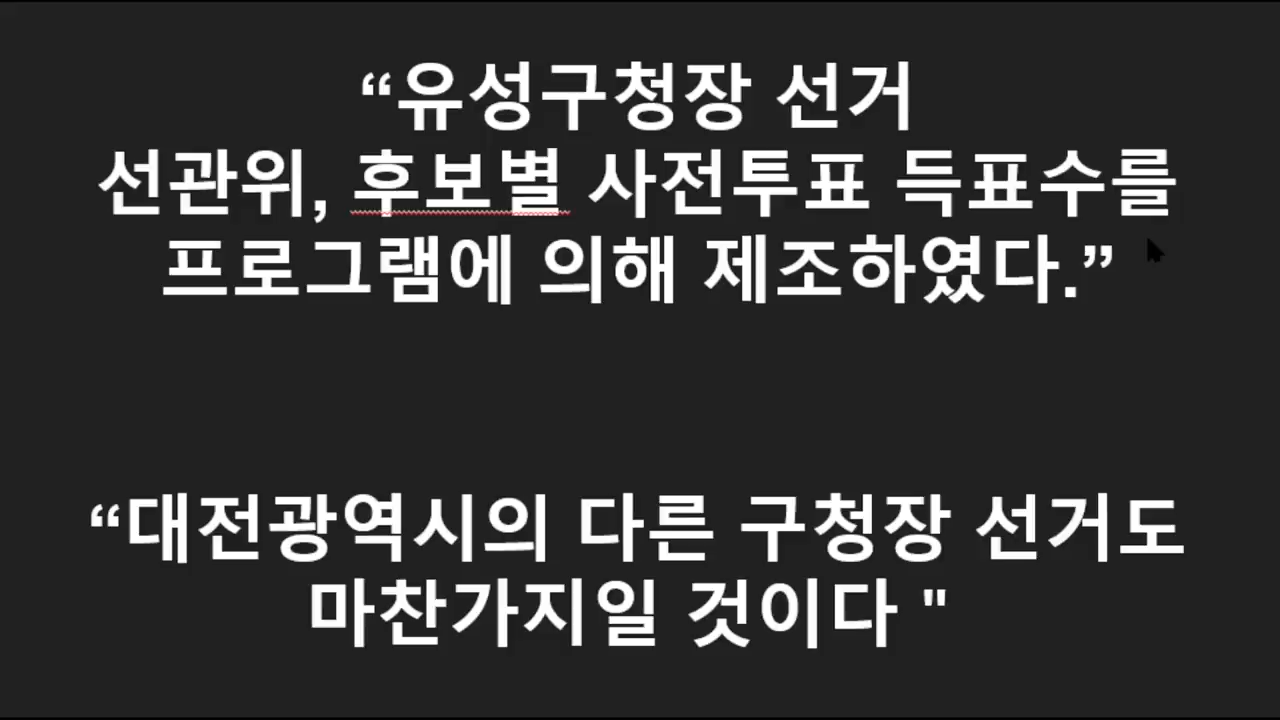 “유성구청장 선거
선관위, 후보별 사전투표 득표수를
프로그램에 의해 제조하였다.”
“대전광역시의 다른 구청장 선거도
마찬가지일 것이다 "